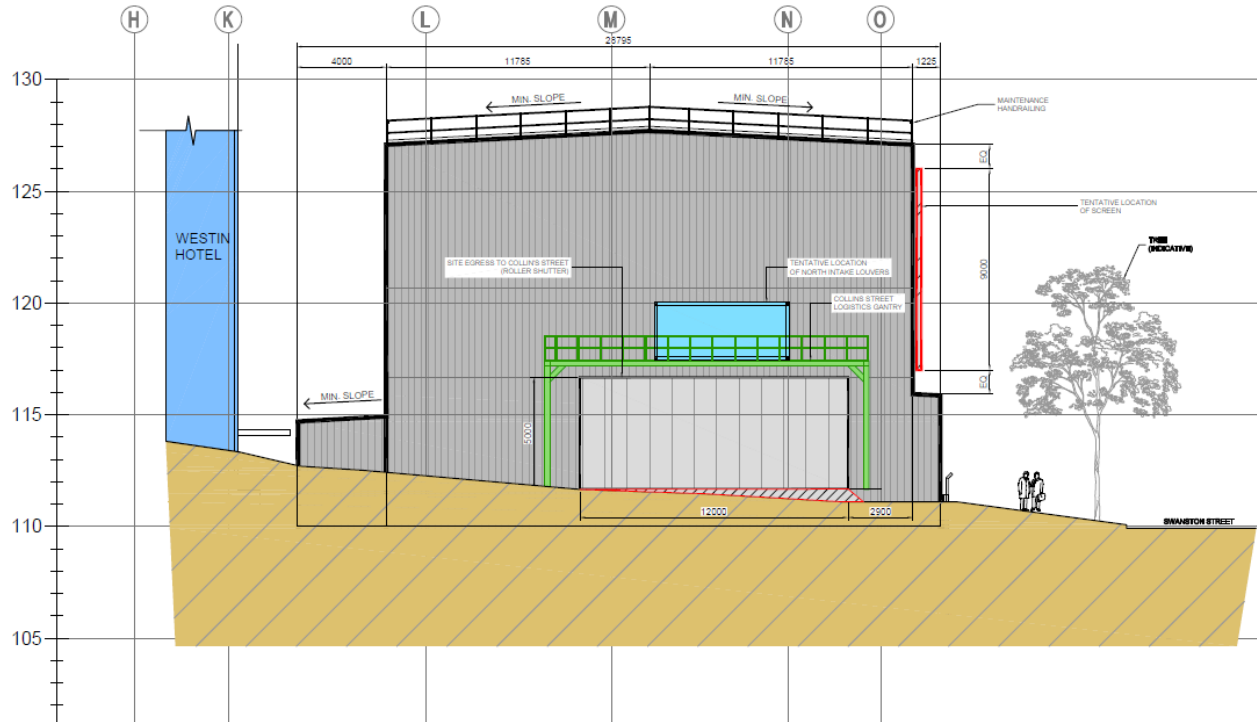 H
K
L
M
N
O
28795
4000
11785
11785
1225
130
MIN. SLOPE
MIN. SLOPE
MAINTENANCE
HANDRAILING
EQ
125
TENTATIVE LOCATION
OF SCREEN
WESTIN
HOTEL
TREE
(INDICATIVE)
SITE EGRESS TO COLLIN'S STREET
(ROLLER SHUTTER)
TENTATIVE LOCATION
OF NORTH INTAKE LOUVERS
9000
120
COLLINS STREET
LOGISTICS GANTRY
EQ
MIN. SLOPE
115
5000
110
12000
2900
SWANSTON STREET
105